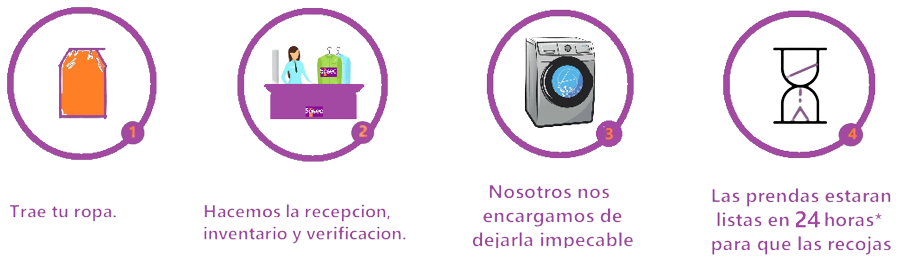 1
2
3
4
Trae tu ropa.
Hacemos la recepcion,
inventario y verificacion.
Nosotros nos
encargamos de
dejarla impecable
Las prendas estaran
listas en 24 horas*
para que las recojas